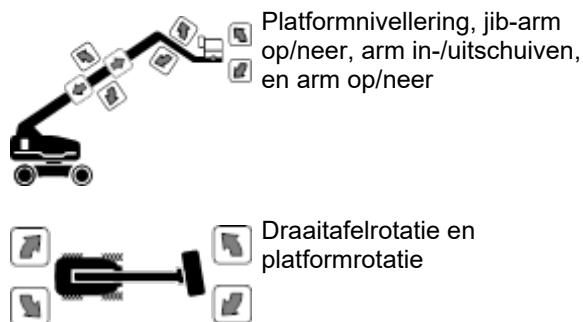 Platformnivellering, jib-arm
op/neer, arm in-/uitschuiven,
en arm op/neer
Draaitafelrotatie en
platformrotatie